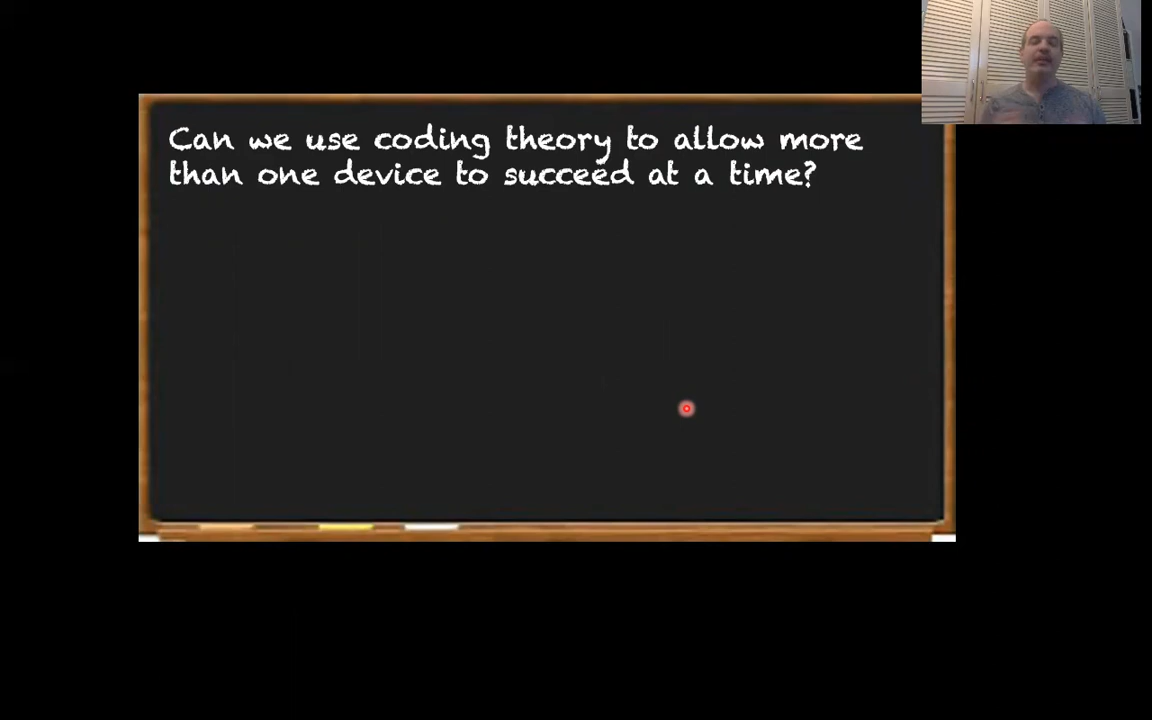 Can we use coding theory to allow more
than one device to succeed at a time?